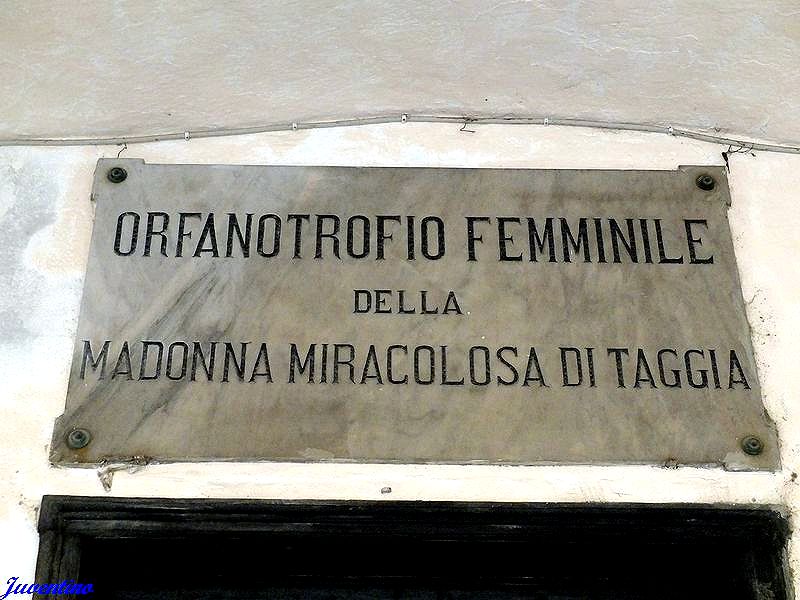 ORFANOTROFIO FEMMINILE
DELLA
MADONNA MIRACOLOSA DI TAGGIA
Juventino